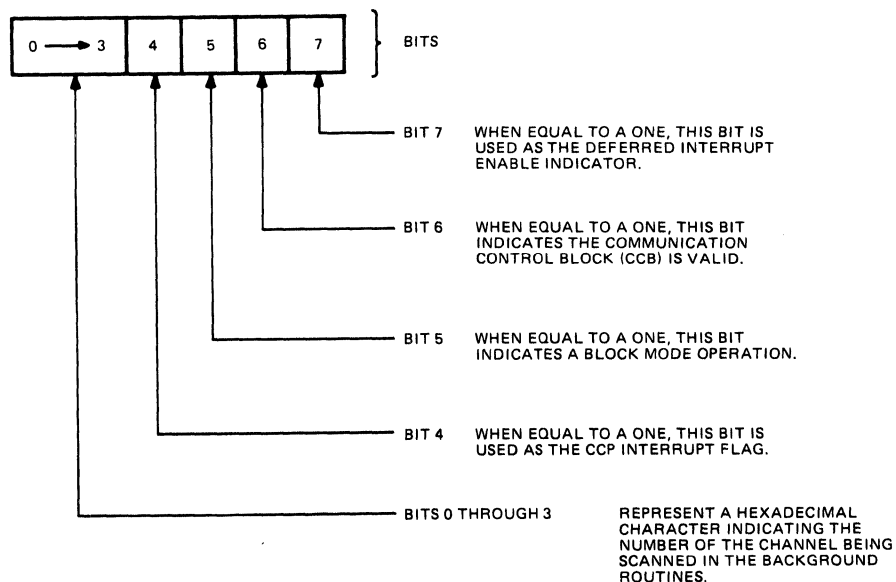 0 → 3 4 5 6 7 BITS
BIT 7 WHEN EQUAL TO A ONE, THIS BIT IS
USED AS THE DEFERRED INTERRUPT
ENABLE INDICATOR.
BIT 6 WHEN EQUAL TO A ONE, THIS BIT
INDICATES THE COMMUNICATION
CONTROL BLOCK (CCB) IS VALID.
BIT 5 WHEN EQUAL TO A ONE, THIS BIT
INDICATES A BLOCK MODE OPERATION.
BIT 4 WHEN EQUAL TO A ONE, THIS BIT IS
USED AS THE CCP INTERRUPT FLAG.
BITS 0 THROUGH 3 REPRESENT A HEXADECIMAL
CHARACTER INDICATING THE
NUMBER OF THE CHANNEL BEING
SCANNED IN THE BACKGROUND
ROUTINES.